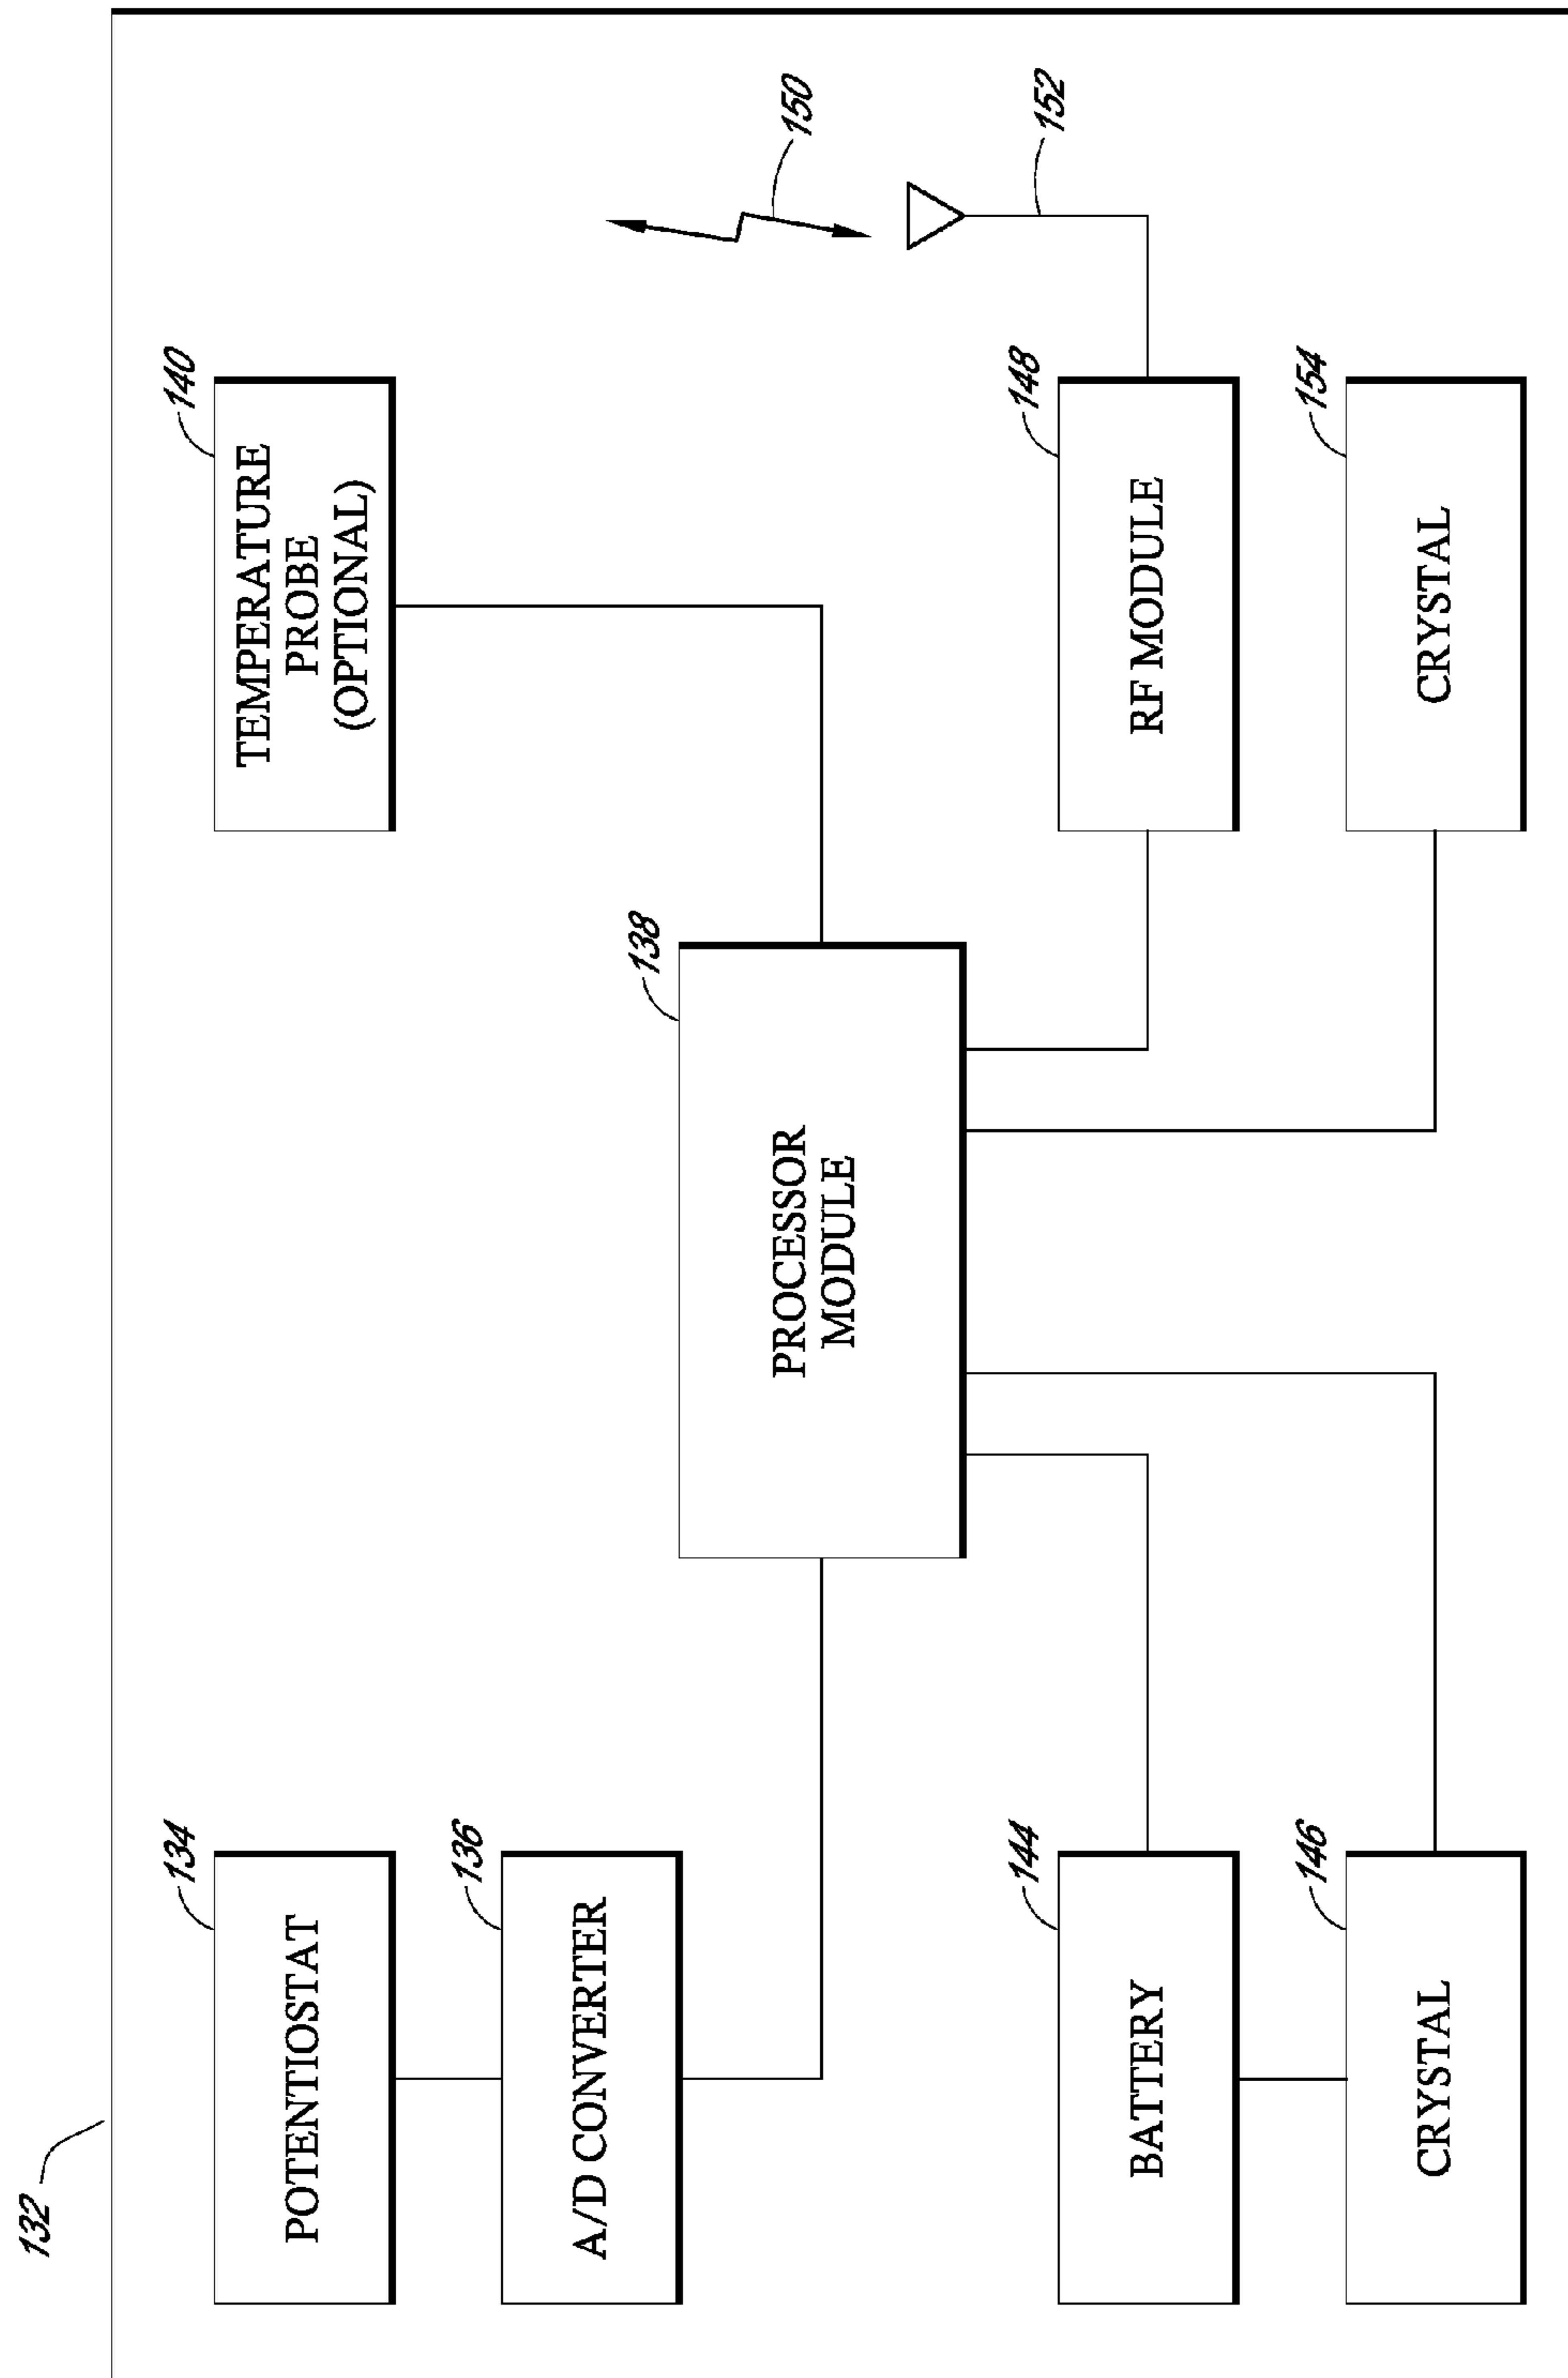 132
134
POTENTIOSTAT
136
A/D CONVERTER
138
PROCESSOR
MODULE
140
TEMPERATURE
PROBE
(OPTIONAL)
150
152
144
BATTERY
146
CRYSTAL
148
RF MODULE
154
CRYSTAL